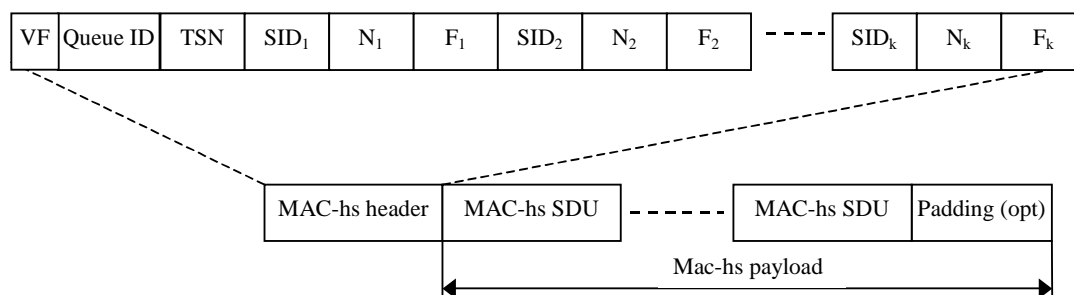 VF Queue ID TSN SID₁ N₁ F₁ SID₂ N₂ F₂ SIDₖ Nₖ Fₖ
MAC-hs header MAC-hs SDU MAC-hs SDU Padding (opt)
Mac-hs payload